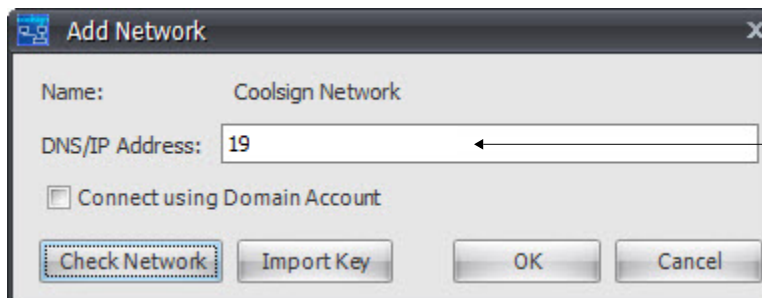 Add Network
Name: Coolsign Network
DNS/IP Address: 19
Connect using Domain Account
Check Network Import Key OK Cancel